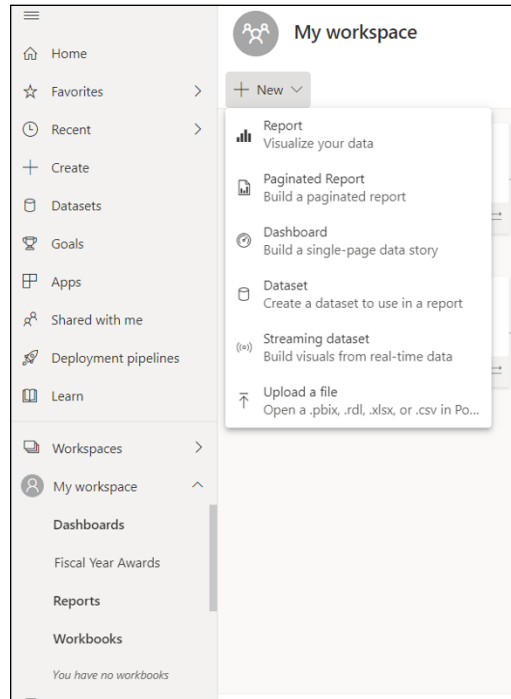 Home
Favorites
Recent
Create
Datasets
Goals
Apps
Shared with me
Deployment pipelines
Learn
Workspaces
My workspace
Dashboards
Fiscal Year Awards
Reports
Workbooks
You have no workbooks
My workspace
New
Report
Visualize your data
Paginated Report
Build a paginated report
Dashboard
Build a single-page data story
Dataset
Create a dataset to use in a report
Streaming dataset
Build visuals from real-time data
Upload a file
Open a .pbix, .rdl, .xlsx, or .csv in Po...